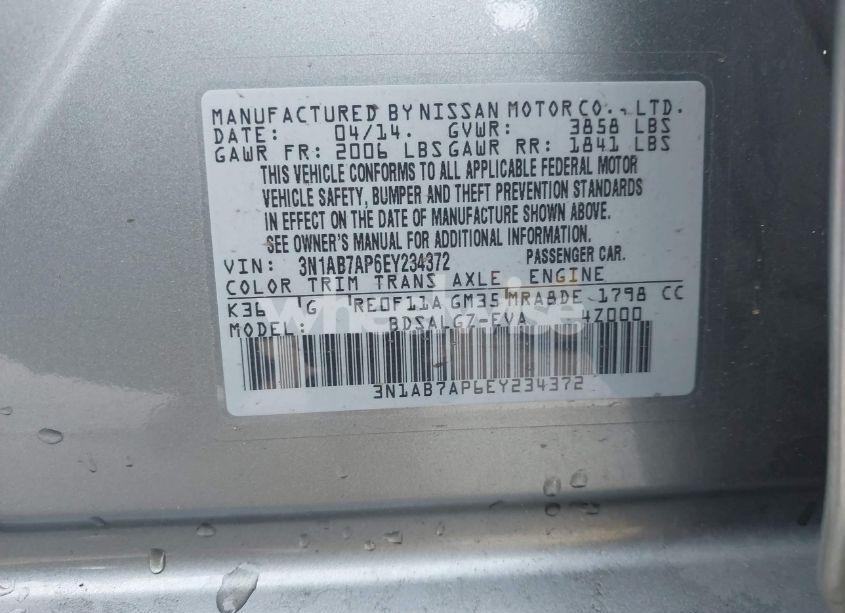 MANUFACTURED BY NISSAN MOTOR CO., LTD.
DATE: 04/14. GVWR: 3858 LBS
GAWR FR: 2006 LBS GAWR RR: 1841 LBS
THIS VEHICLE CONFORMS TO ALL APPLICABLE FEDERAL MOTOR
VEHICLE SAFETY, BUMPER AND THEFT PREVENTION STANDARDS
IN EFFECT ON THE DATE OF MANUFACTURE SHOWN ABOVE.
SEE OWNER'S MANUAL FOR ADDITIONAL INFORMATION.
VIN: 3N1AB7AP6EY234372 PASSENGER CAR.
COLOR TRIM TRANS AXLE ENGINE
K36 G RE0F11A GM35 MRA8DE 1798 CC
MODEL: BDSALGZ-EVA 4Z000
3N1AB7AP6EY234372